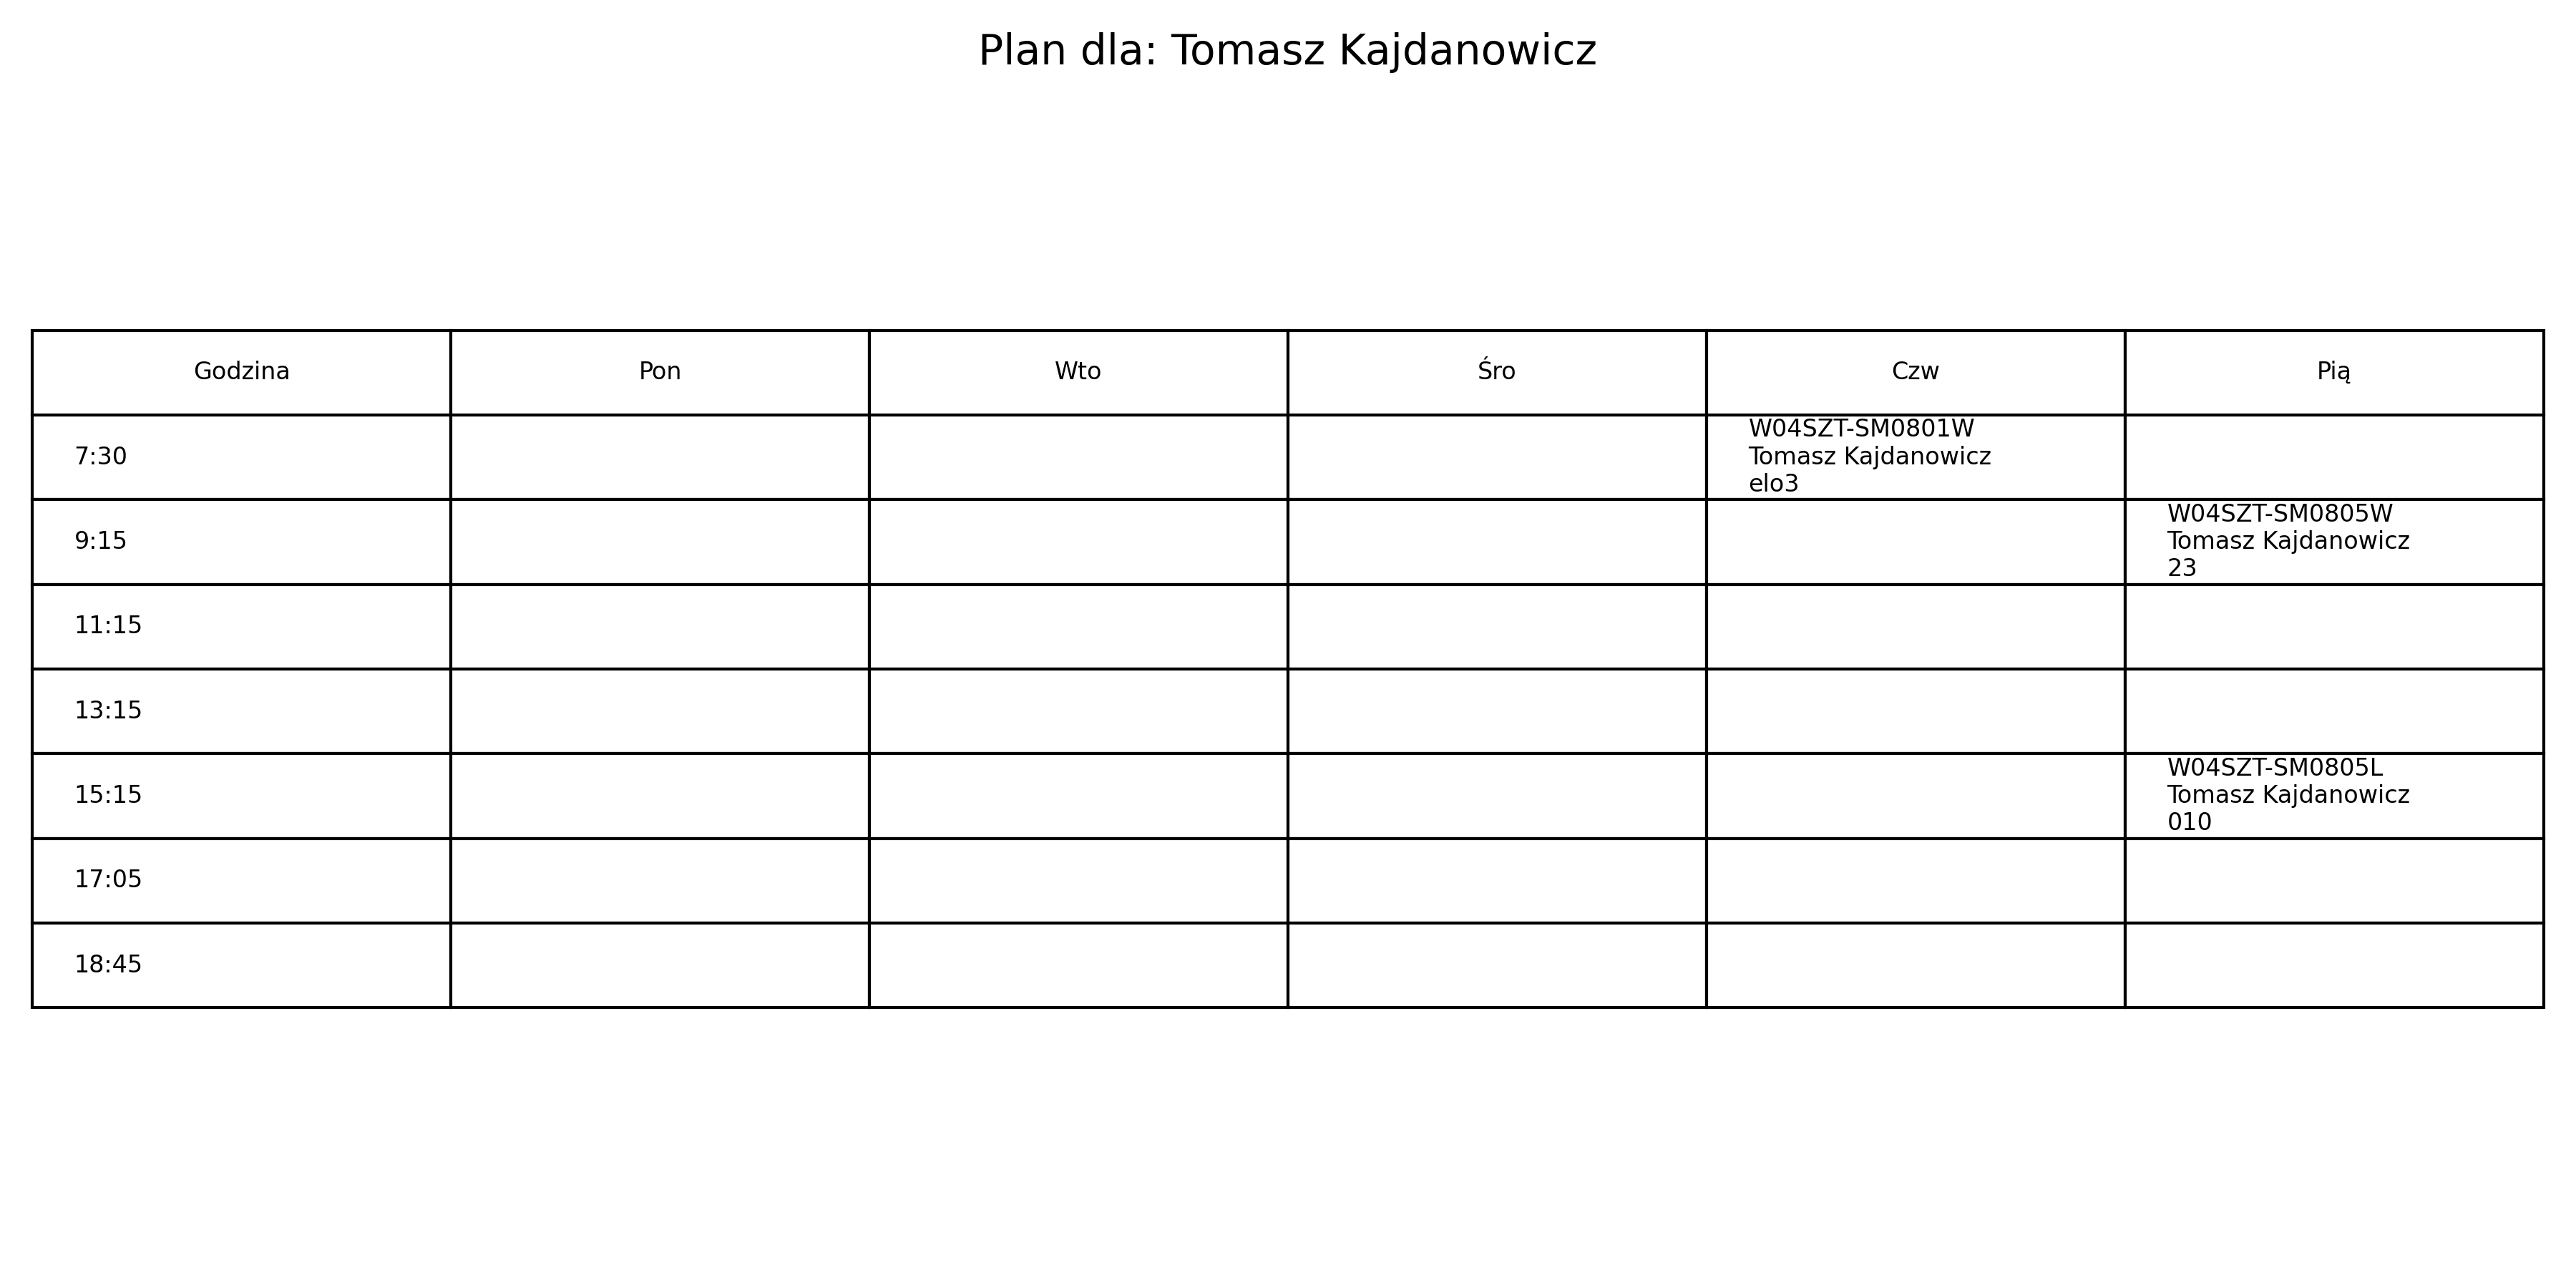 Plan dla: Tomasz Kajdanowicz
Godzina Pon Wto Śro Czw Pią
7:30
W04SZT-SM0801W
Tomasz Kajdanowicz
elo3
9:15
W04SZT-SM0805W
Tomasz Kajdanowicz
23
11:15
13:15
15:15
W04SZT-SM0805L
Tomasz Kajdanowicz
010
17:05
18:45